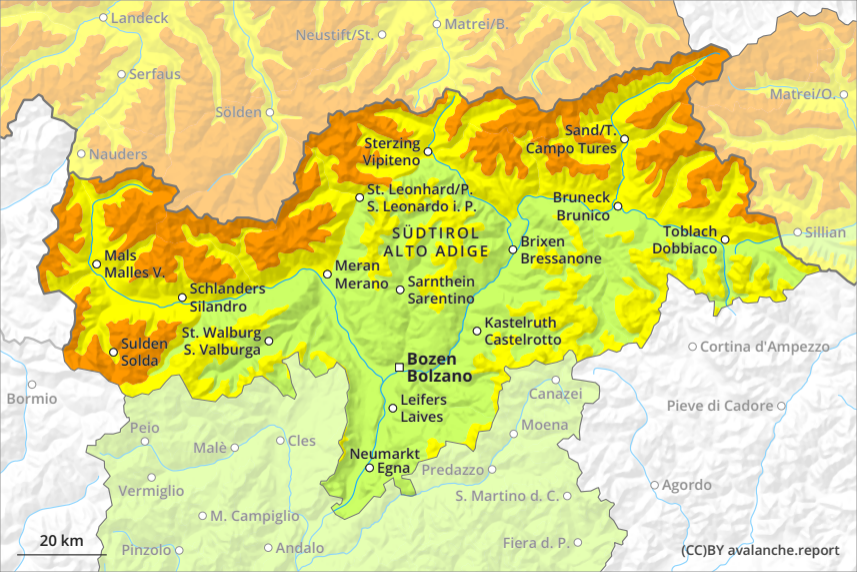 Landeck
Matrei/B.
Neustift/St.
Serfaus
Matrei/O.
Sölden
Nauders
Sand/T.
Campo Tures
Sterzing
Vipiteno
St. Leonhard/P.
S. Leonardo i. P.
Bruneck
Brunico
SÜDTIROL
ALTO ADIGE
Toblach
Dobbiaco
Sillian
Brixen
Bressanone
Mals
Malles V.
Meran
Merano
Sarnthein
Sarentino
Schlanders
Silandro
Kastelruth
Castelrotto
St. Walburg
S. Valburga
Sulden
Solda
Cortina d'Ampezzo
Bozen
Bolzano
Bormio
Canazei
Leifers
Laives
Pieve di Cadore
Peio
Moena
Malè
Cles
Neumarkt
Egna
Predazzo
Vermiglio
Agordo
S. Martino d. C.
M. Campiglio
20 km
Pinzolo
Andalo
Fiera d. P.
(CC)BY avalanche.report